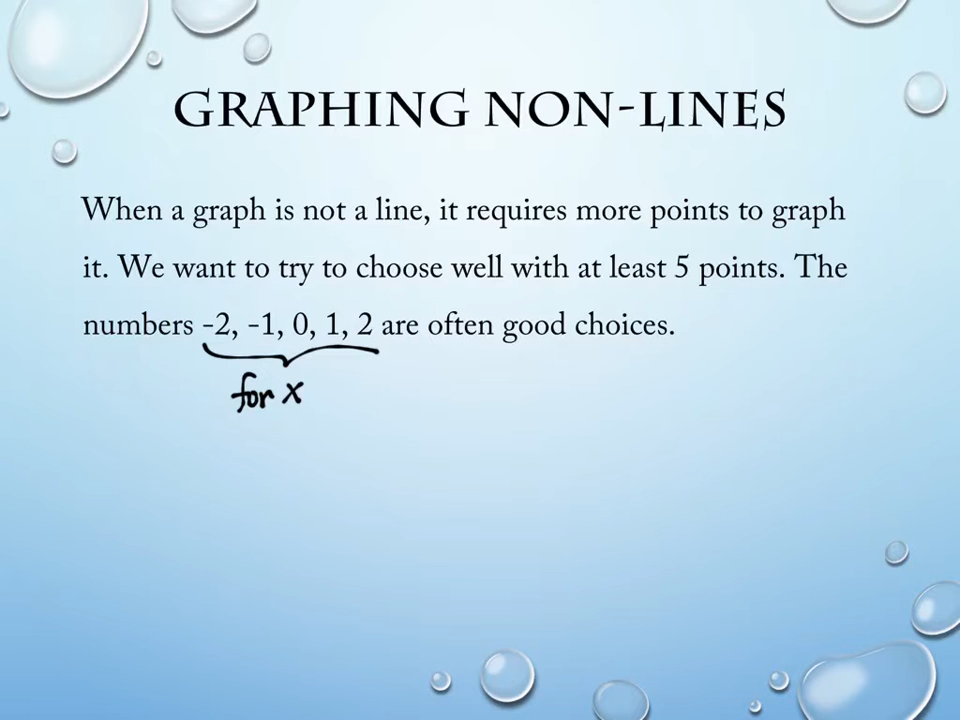 GRAPHING NON-LINES
When a graph is not a line, it requires more points to graph
it. We want to try to choose well with at least 5 points. The
numbers -2, -1, 0, 1, 2 are often good choices.
for x